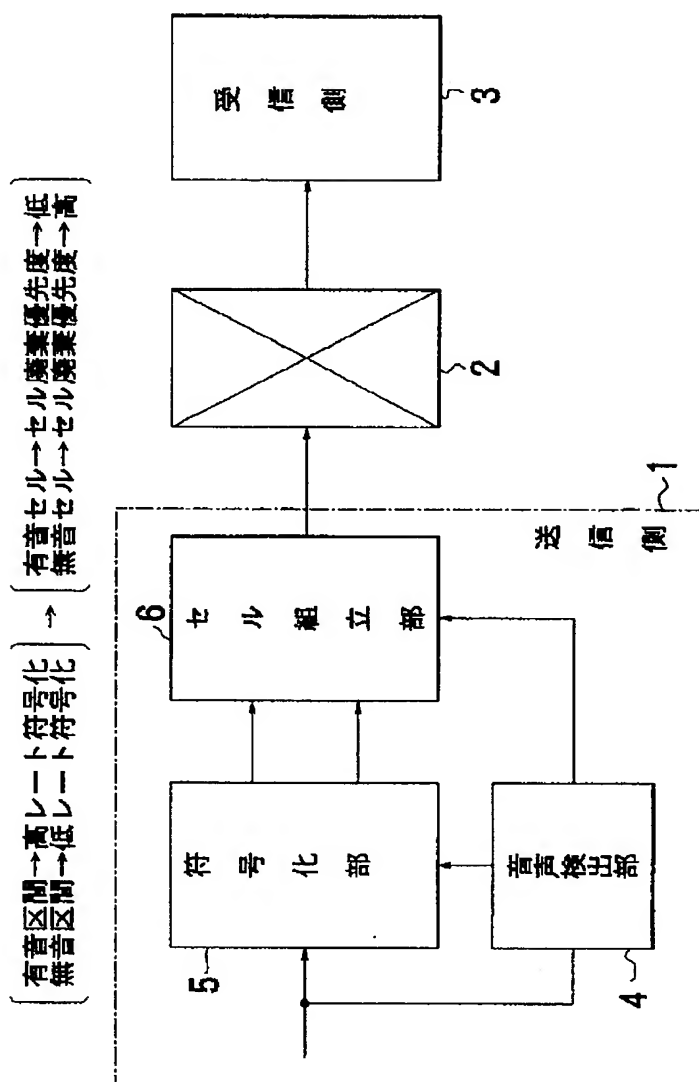 有音区間→高レート符号化
無音区間→低レート符号化
→
有音セル→セル廃棄優先度→低
無音セル→セル廃棄優先度→高
符号化部
5
音声検出部
4
セル組立部
6
送信側
1
2
受信側
3